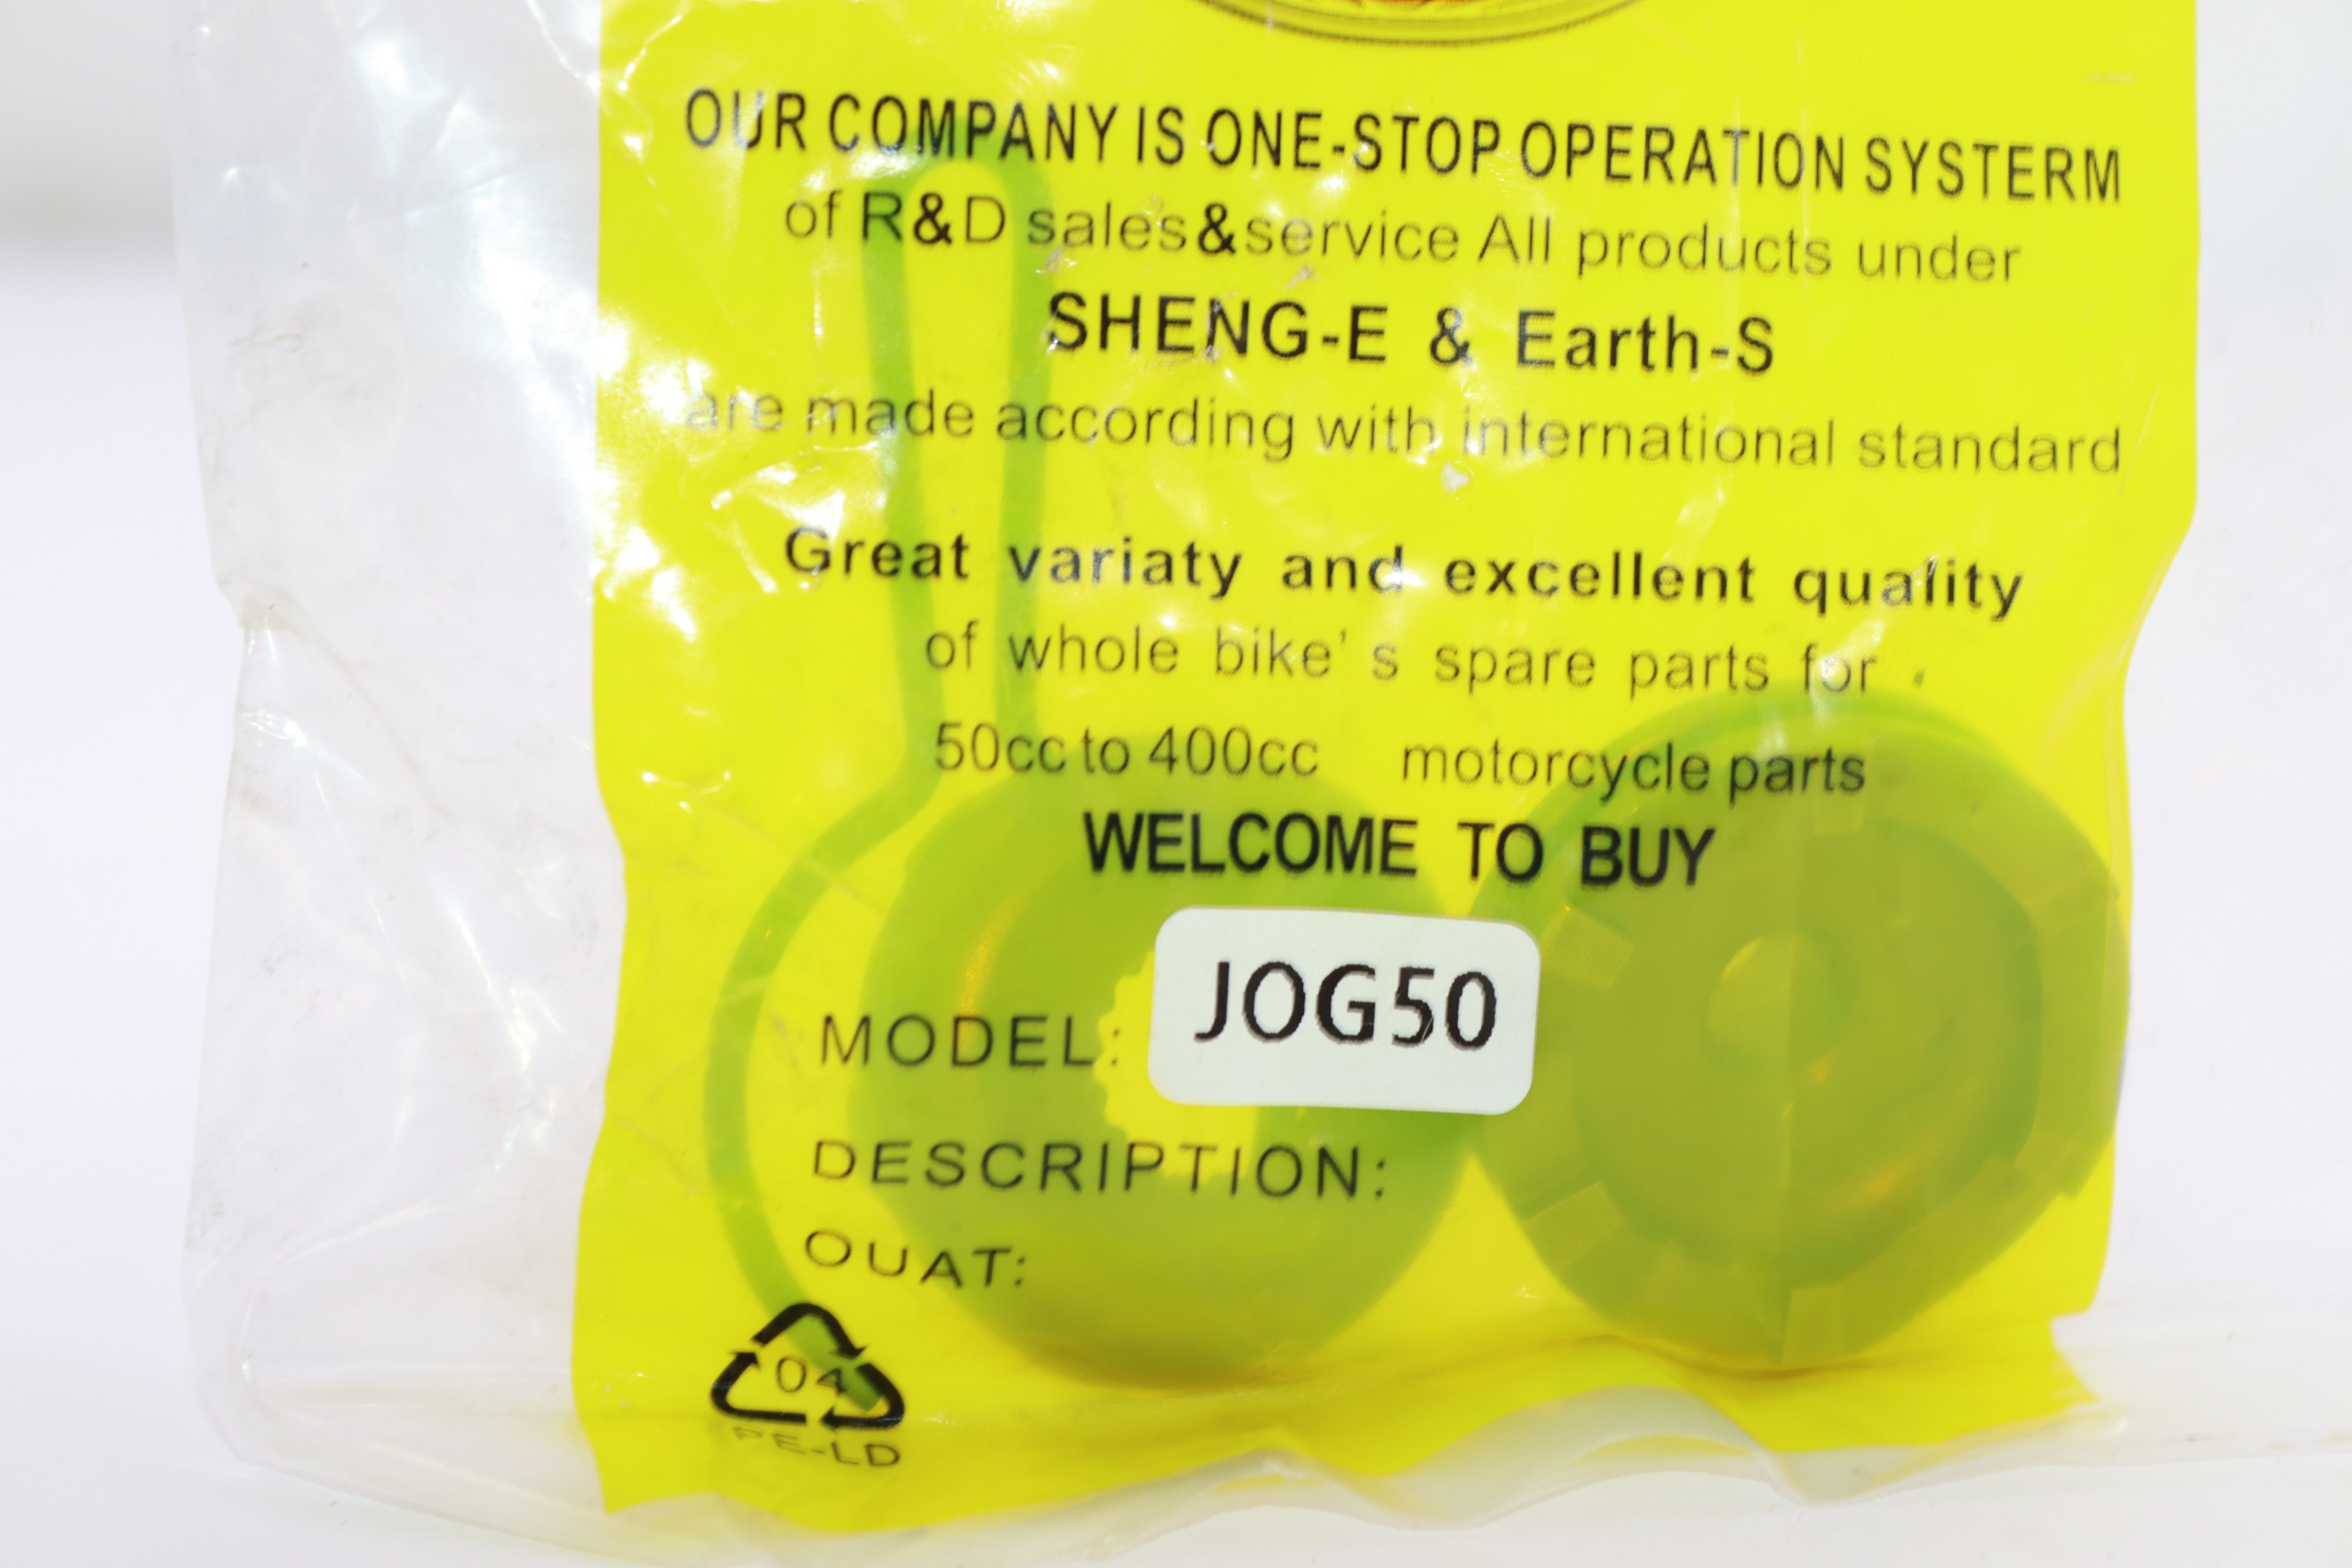 OUR COMPANY IS ONE-STOP OPERATION SYSTERM
of R&D sales&service All products under
SHENG-E & Earth-S
are made according with international standard
Great variaty and excellent quality
of whole bike's spare parts for
50cc to 400cc motorcycle parts
WELCOME TO BUY
MODEL: JOG50
DESCRIPTION:
OUAT:
04
PE-LD